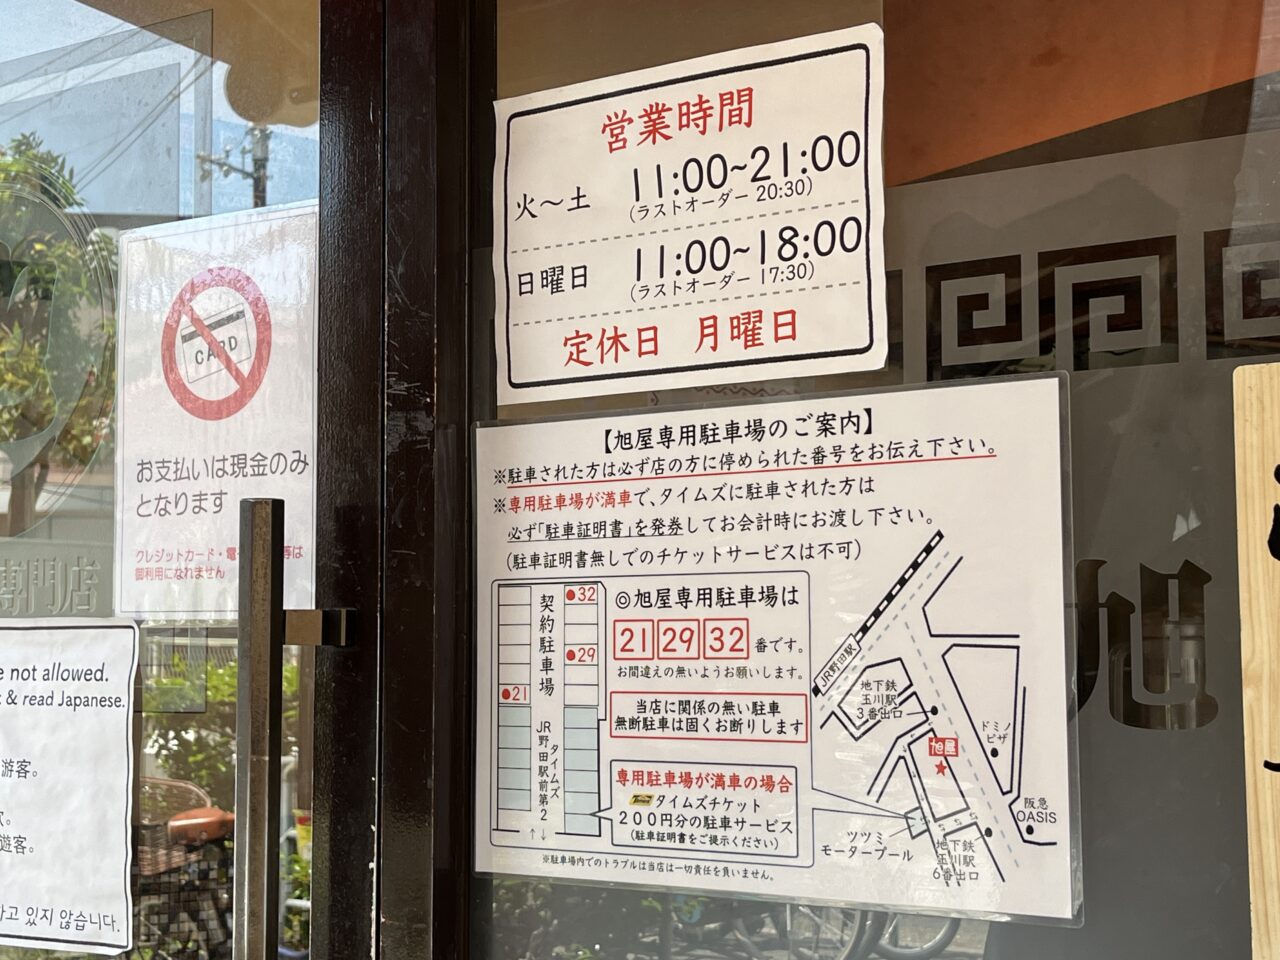 営業時間
火～土 11:00~21:00
(ラストオーダー 20:30)
日曜日 11:00~18:00
(ラストオーダー 17:30)
定休日 月曜日
CARD
お支払いは現金のみ
となります
クレジットカード・電
等は
御利用になれません
専門店
not allowed.
& read Japanese.
游客。
遊客。
하고 있지 않습니다.
【旭屋専用駐車場のご案内】
※駐車された方は必ず店の方に停められた番号をお伝え下さい。
※専用駐車場が満車で、タイムズに駐車された方は
必ず「駐車証明書」を発券してお会計時にお渡し下さい。
(駐車証明書無しでのチケットサービスは不可)
契約駐車場
●32
●29
●21
JR野田駅前第2
タイムズ
↑↓
◎旭屋専用駐車場は
21 29 32 番です。
お間違えの無いようお願いします。
当店に関係の無い駐車
無断駐車は固くお断りします
専用駐車場が満車の場合
タイムズチケット
200円分の駐車サービス
(駐車証明書をご提示ください)
※駐車場内でのトラブルは当店は一切責任を負いません。
JR野田駅
地下鉄
玉川駅
3番出口
旭屋
ドミノ
ピザ
阪急
OASIS
ツツミ
モータープール
地下鉄
玉川駅
6番出口
旭